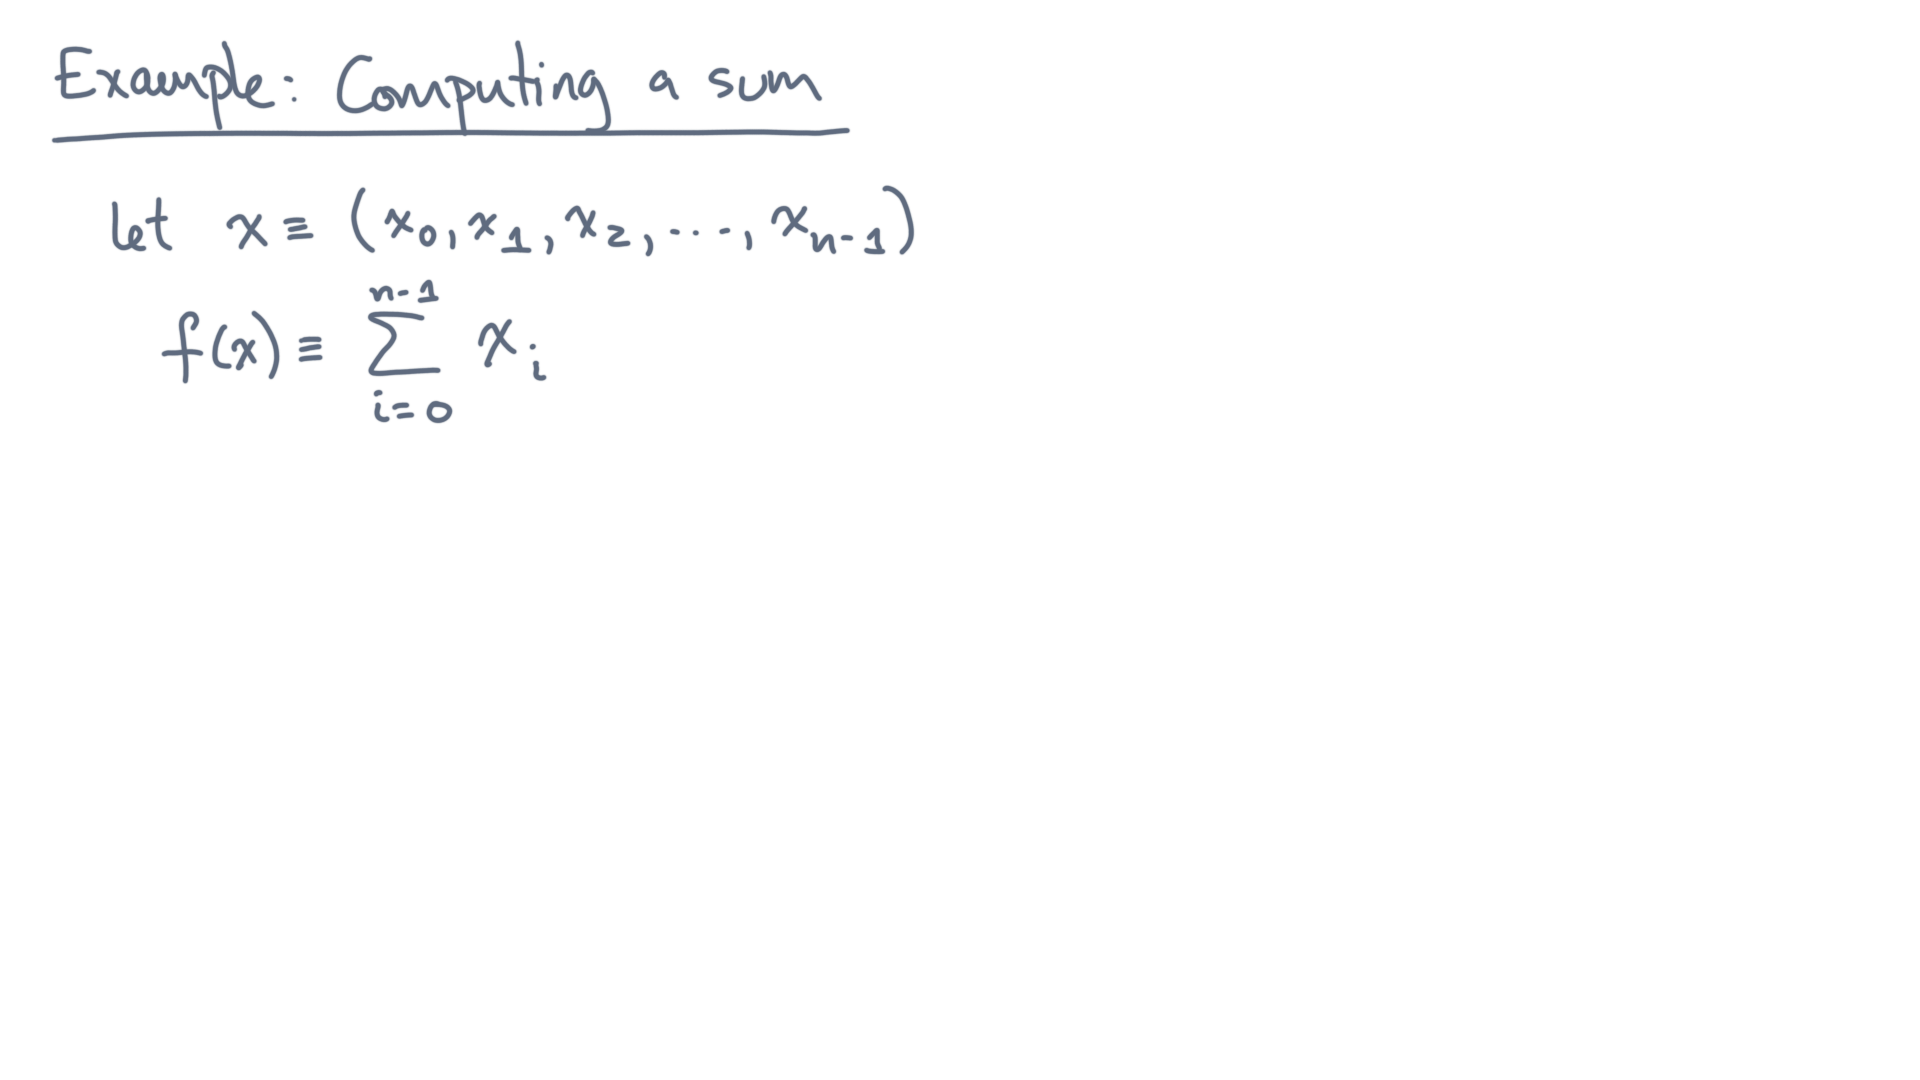 Example: Computing a sum
let x ≡ (x₀, x₁, x₂, ..., xₙ₋₁)
f(x) ≡ ∑_{i=0}^{n-1} xᵢ